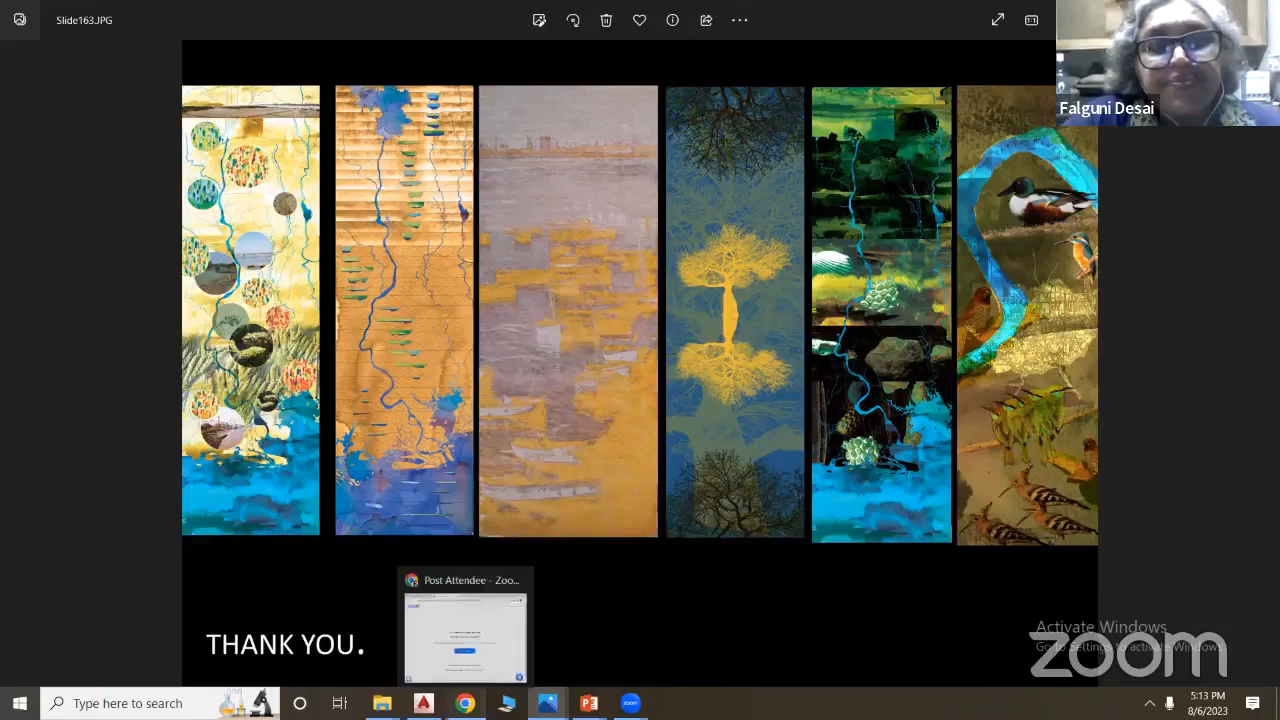 Slide163.JPG
Falguni Desai
Post Attendee - Zoo...
THANK YOU.
Activate Windows
Go to Settings to activate Windows.
zoom
Type here to search
5:13 PM
8/6/2023